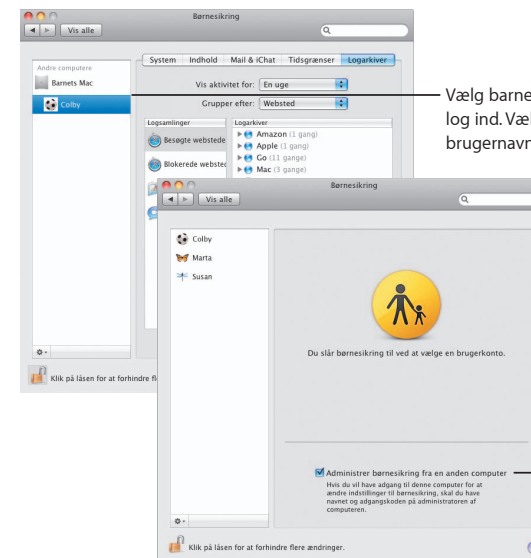 Børnesikring
Vis alle
System Indhold Mail & iChat Tidsgrænser Logarkiver
Andre computere
Barnets Mac
Colby
Vis aktivitet for: En uge
Grupper efter: Websted
Logsamlinger
Logarkiver
Besøgte webstede
Blokerede webste
Amazon (1 gang)
Apple (1 gang)
Go (11 gange)
Mac (3 gange)
Klik på låsen for at forhindre
Vælg barne
log ind. Væl
brugernavn
Børnesikring
Vis alle
Colby
Marta
Susan
Du slår børnesikring til ved at vælge en brugerkonto.
Administrer børnesikring fra en anden computer
Hvis du vil have adgang til denne computer for at
ændre indstillinger til børnesikring, skal du have
navnet og adgangskoden på administratoren af
computeren.
Klik på låsen for at forhindre flere ændringer.